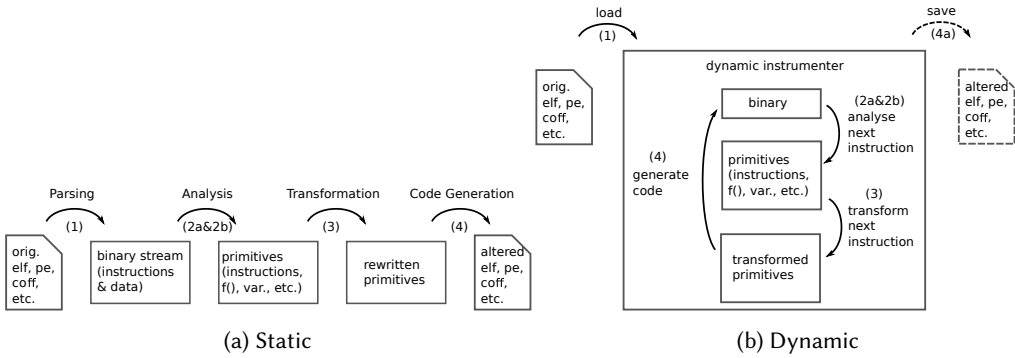 Parsing
(1)
Analysis
(2a&2b)
Transformation
(3)
Code Generation
(4)
orig.
elf, pe,
coff,
etc.
binary stream
(instructions
& data)
primitives
(instructions,
f(), var., etc.)
rewritten
primitives
altered
elf, pe,
coff,
etc.
(a) Static
load
(1)
save
(4a)
orig.
elf, pe,
coff,
etc.
dynamic instrumenter
binary
(2a&2b)
analyse
next
instruction
primitives
(instructions,
f(), var., etc.)
(4)
generate
code
(3)
transform
next
instruction
transformed
primitives
altered
elf, pe,
coff,
etc.
(b) Dynamic